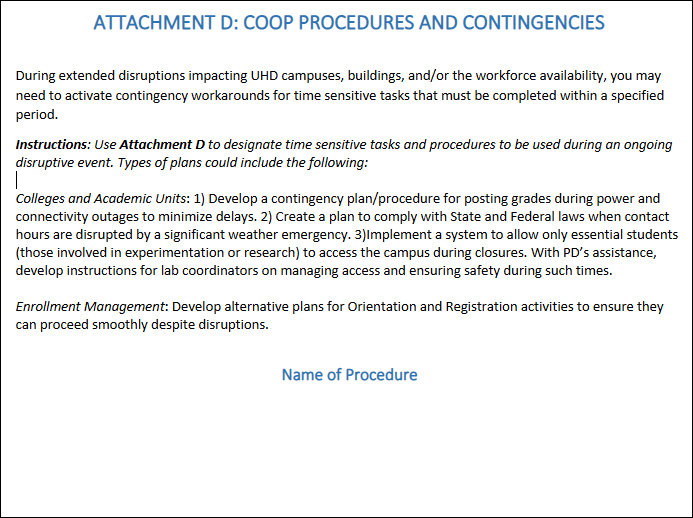 ATTACHMENT D: COOP PROCEDURES AND CONTINGENCIES
During extended disruptions impacting UHD campuses, buildings, and/or the workforce availability, you may
need to activate contingency workarounds for time sensitive tasks that must be completed within a specified
period.
Instructions: Use Attachment D to designate time sensitive tasks and procedures to be used during an ongoing
disruptive event. Types of plans could include the following:
Colleges and Academic Units: 1) Develop a contingency plan/procedure for posting grades during power and
connectivity outages to minimize delays. 2) Create a plan to comply with State and Federal laws when contact
hours are disrupted by a significant weather emergency. 3)Implement a system to allow only essential students
(those involved in experimentation or research) to access the campus during closures. With PD’s assistance,
develop instructions for lab coordinators on managing access and ensuring safety during such times.
Enrollment Management: Develop alternative plans for Orientation and Registration activities to ensure they
can proceed smoothly despite disruptions.
Name of Procedure